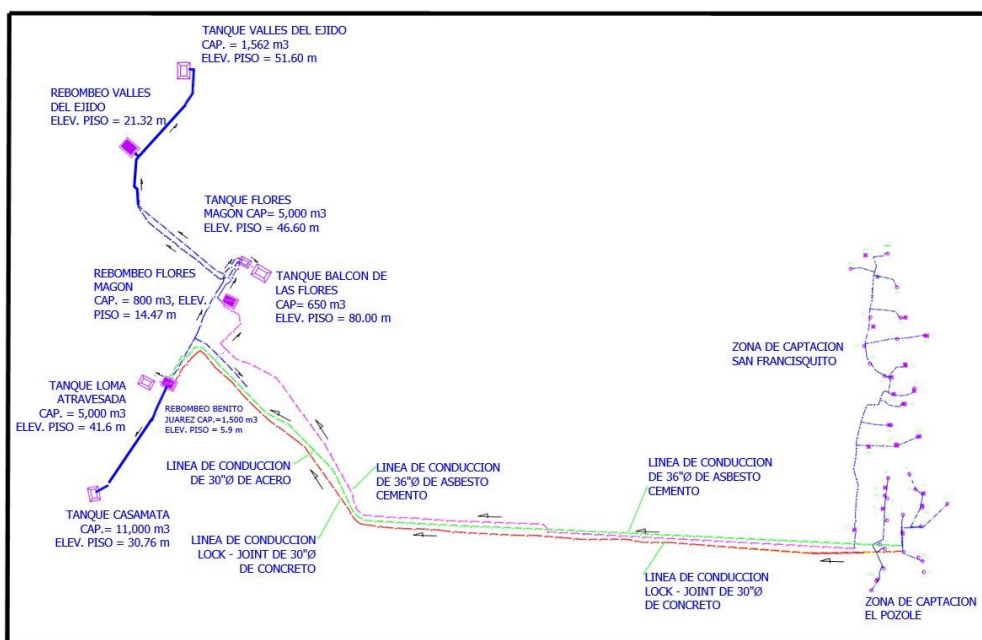 TANQUE VALLES DEL EJIDO
CAP. = 1,562 m3
ELEV. PISO = 51.60 m
REBOMBEO VALLES
DEL EJIDO
ELEV. PISO = 21.32 m
TANQUE FLORES
MAGON CAP= 5,000 m3
ELEV. PISO = 46.60 m
REBOMBEO FLORES
MAGON
CAP. = 800 m3, ELEV.
PISO = 14.47 m
TANQUE BALCON DE
LAS FLORES
CAP= 650 m3
ELEV. PISO = 80.00 m
ZONA DE CAPTACION
SAN FRANCISQUITO
TANQUE LOMA
ATRAVESADA
CAP. = 5,000 m3
ELEV. PISO = 41.6 m
REBOMBEO BENITO
JUAREZ CAP.=1,500 m3
ELEV. PISO = 5.9 m
LINEA DE CONDUCCION
DE 30"Ø DE ACERO
LINEA DE CONDUCCION
DE 36"Ø DE ASBESTO
CEMENTO
LINEA DE CONDUCCION
DE 36"Ø DE ASBESTO
CEMENTO
TANQUE CASAMATA
CAP.= 11,000 m3
ELEV. PISO = 30.76 m
LINEA DE CONDUCCION
LOCK - JOINT DE 30"Ø
DE CONCRETO
LINEA DE CONDUCCION
LOCK - JOINT DE 30"Ø
DE CONCRETO
ZONA DE CAPTACION
EL POZOLE